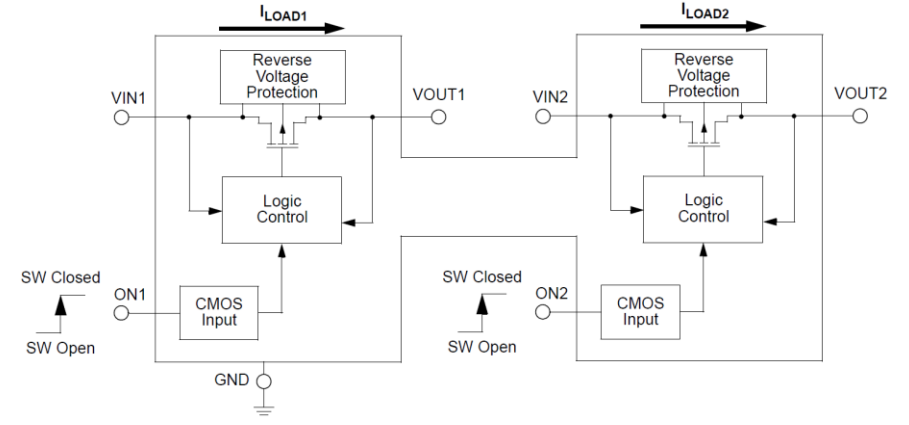 ILOAD1
Reverse
Voltage
Protection
VIN1
VOUT1
Logic
Control
SW Closed
ON1
CMOS
Input
SW Open
GND
ILOAD2
Reverse
Voltage
Protection
VIN2
VOUT2
Logic
Control
SW Closed
ON2
CMOS
Input
SW Open